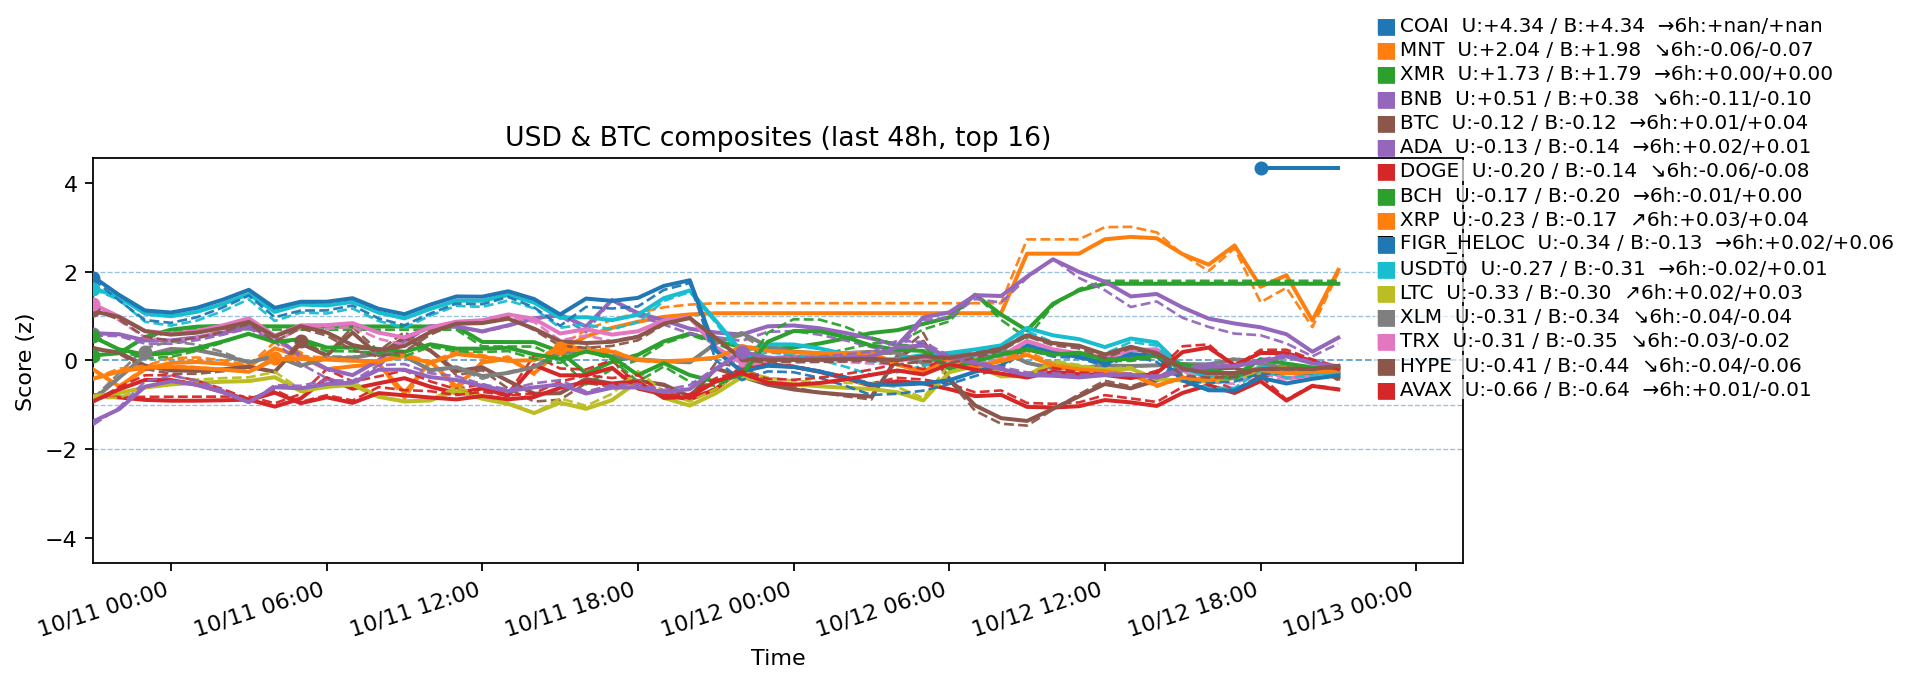 COAI U:+4.34 / B:+4.34 →6h:+nan/+nan
MNT U:+2.04 / B:+1.98 ↘6h:-0.06/-0.07
XMR U:+1.73 / B:+1.79 →6h:+0.00/+0.00
BNB U:+0.51 / B:+0.38 ↘6h:-0.11/-0.10
BTC U:-0.12 / B:-0.12 →6h:+0.01/+0.04
ADA U:-0.13 / B:-0.14 →6h:+0.02/+0.01
DOGE U:-0.20 / B:-0.14 ↘6h:-0.06/-0.08
BCH U:-0.17 / B:-0.20 →6h:-0.01/+0.00
XRP U:-0.23 / B:-0.17 ↗6h:+0.03/+0.04
FIGR_HELOC U:-0.34 / B:-0.13 →6h:+0.02/+0.06
USDT0 U:-0.27 / B:-0.31 →6h:-0.02/+0.01
LTC U:-0.33 / B:-0.30 ↗6h:+0.02/+0.03
XLM U:-0.31 / B:-0.34 ↘6h:-0.04/-0.04
TRX U:-0.31 / B:-0.35 ↘6h:-0.03/-0.02
HYPE U:-0.41 / B:-0.44 ↘6h:-0.04/-0.06
AVAX U:-0.66 / B:-0.64 →6h:+0.01/-0.01
USD & BTC composites (last 48h, top 16)
Score (z)
4
2
0
−2
−4
10/11 00:00
10/11 06:00
10/11 12:00
10/11 18:00
10/12 00:00
10/12 06:00
10/12 12:00
10/12 18:00
10/13 00:00
Time